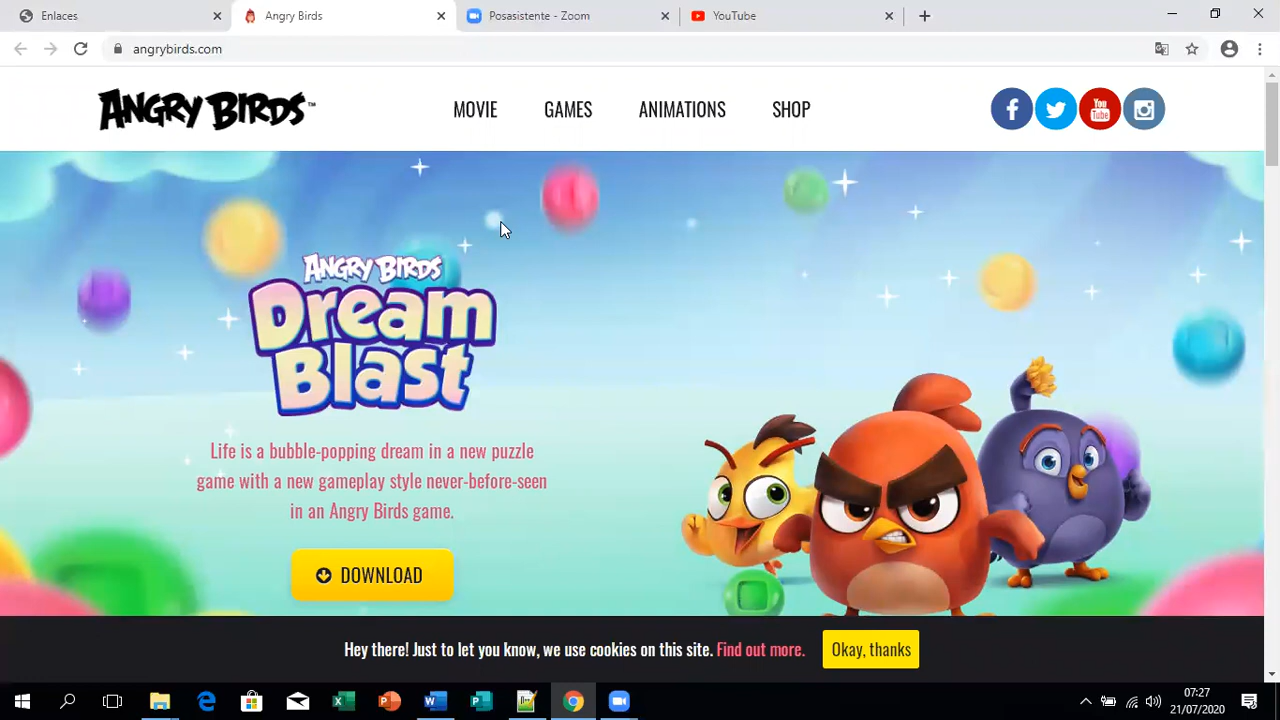 Enlaces
Angry Birds
Posasistente - Zoom
YouTube
angrybirds.com
ANGRY BIRDS™
MOVIE
GAMES
ANIMATIONS
SHOP
You
Tube
ANGRY BIRDS
Dream
Blast
Life is a bubble-popping dream in a new puzzle
game with a new gameplay style never-before-seen
in an Angry Birds game.
DOWNLOAD
Hey there! Just to let you know, we use cookies on this site. Find out more.
Okay, thanks
07:27
21/07/2020